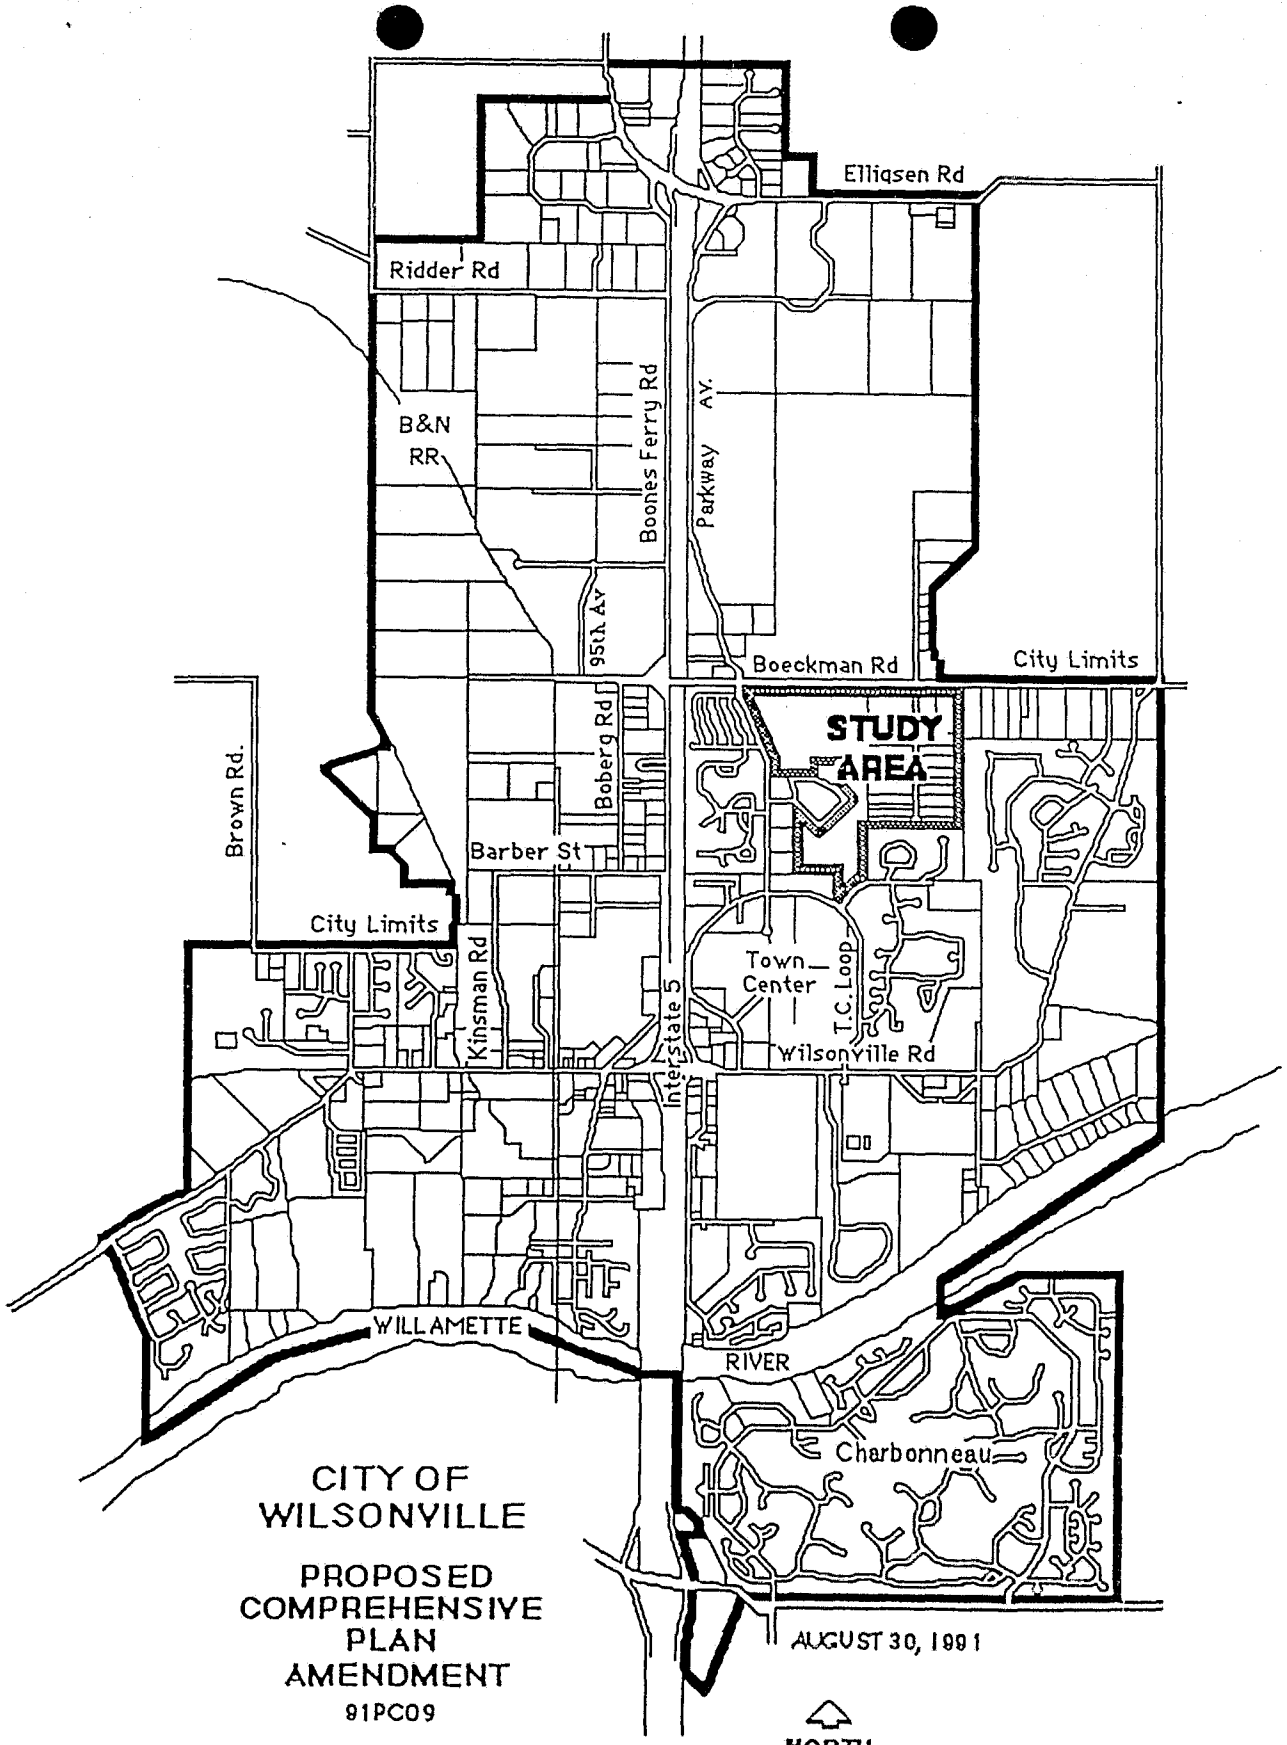 Elligsen Rd
Ridder Rd
B&N
RR
Boones Ferry Rd
Parkway Av.
95th Av
Boeckman Rd
City Limits
STUDY
AREA
Boberg Rd
Brown Rd.
Barber St
City Limits
Kinsman Rd
Interstate 5
Town
Center
T.C. Loop
Wilsonville Rd
WILLAMETTE
RIVER
Charbonneau
CITY OF
WILSONVILLE
PROPOSED
COMPREHENSIVE
PLAN
AMENDMENT
91PC09
AUGUST 30, 1991
NORTH